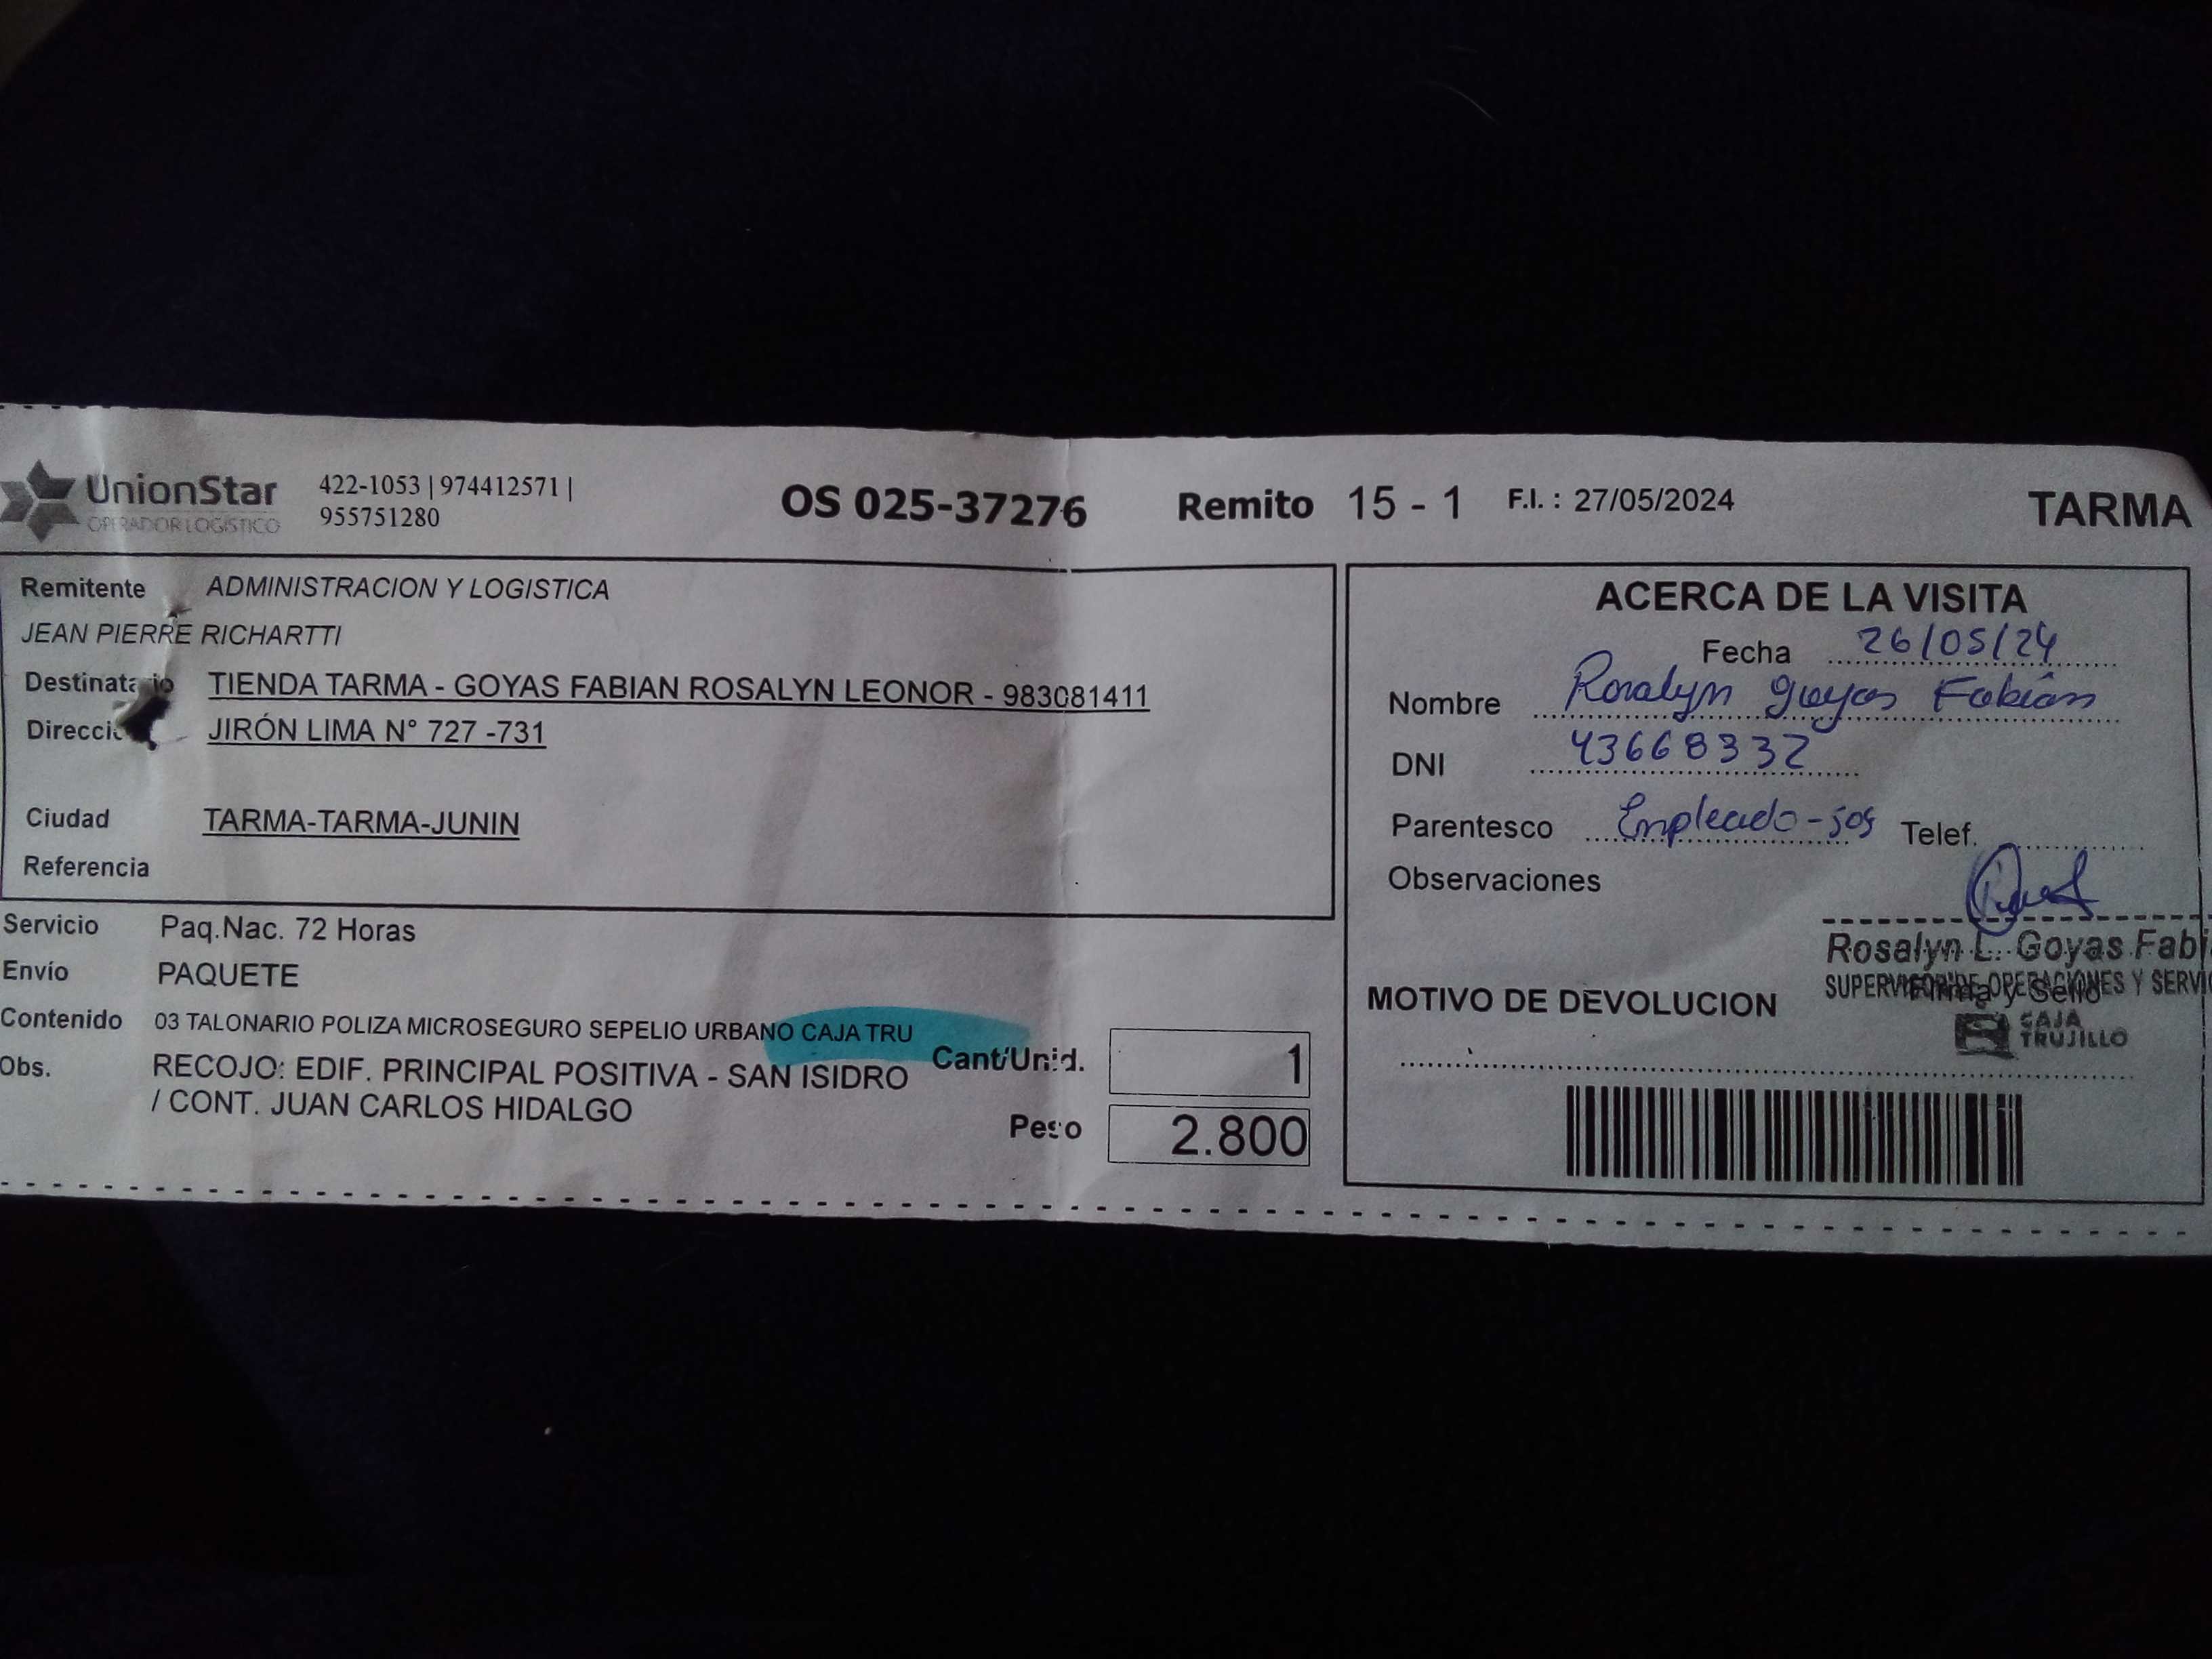 UnionStar
OPERADOR LOGISTICO
422-1053 | 974412571 |
955751280
OS 025-37276
Remito 15 - 1
F.I. : 27/05/2024
TARMA
Remitente ADMINISTRACION Y LOGISTICA
JEAN PIERRE RICHARTTI
TIENDA TARMA - GOYAS FABIAN ROSALYN LEONOR - 983081411
JIRÓN LIMA N° 727 -731
Ciudad TARMA-TARMA-JUNIN
Referencia
Servicio Paq.Nac. 72 Horas
Envío PAQUETE
Contenido 03 TALONARIO POLIZA MICROSEGURO SEPELIO URBANO CAJA TRU
Obs. RECOJO: EDIF. PRINCIPAL POSITIVA - SAN ISIDRO
/ CONT. JUAN CARLOS HIDALGO
Cant/Unid. 1
Peso 2.800
ACERCA DE LA VISITA
Fecha 26/05/24
Nombre Rosalyn Goyas Fabián
DNI 43668332
Parentesco Empleado- Telef.
Observaciones
Rosalyn L. Goyas Fabi
SUPERVISOR DE OPERACIONES Y SERVIC
Firma y Sello
CAJA
TRUJILLO
MOTIVO DE DEVOLUCION